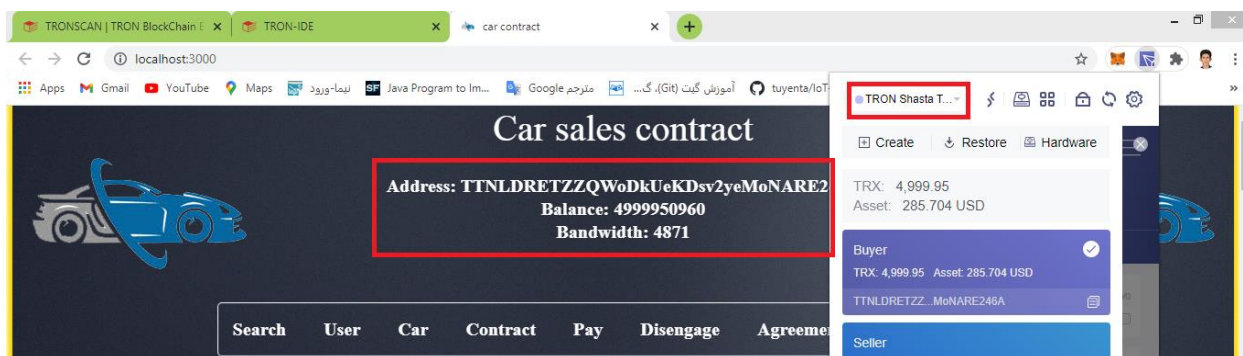 TRONSCAN | TRON BlockChain E
TRON-IDE
car contract
localhost:3000
Apps
Gmail
YouTube
Maps
نیما-ورود
SF Java Program to Im...
مترجم Google
آموزش گیت (Git)، گ...
tuyenta/IoT-
TRON Shasta T...
Create
Restore
Hardware
Car sales contract
Address: TTNLDRETZZQWoDkUeKDsv2yeMoNARE2
Balance: 4999950960
Bandwidth: 4871
TRX: 4,999.95
Asset: 285.704 USD
Buyer
TRX: 4,999.95 Asset: 285.704 USD
TTNLDRETZZ...MoNARE246A
Search User Car Contract Pay Disengage Agreeme
Seller